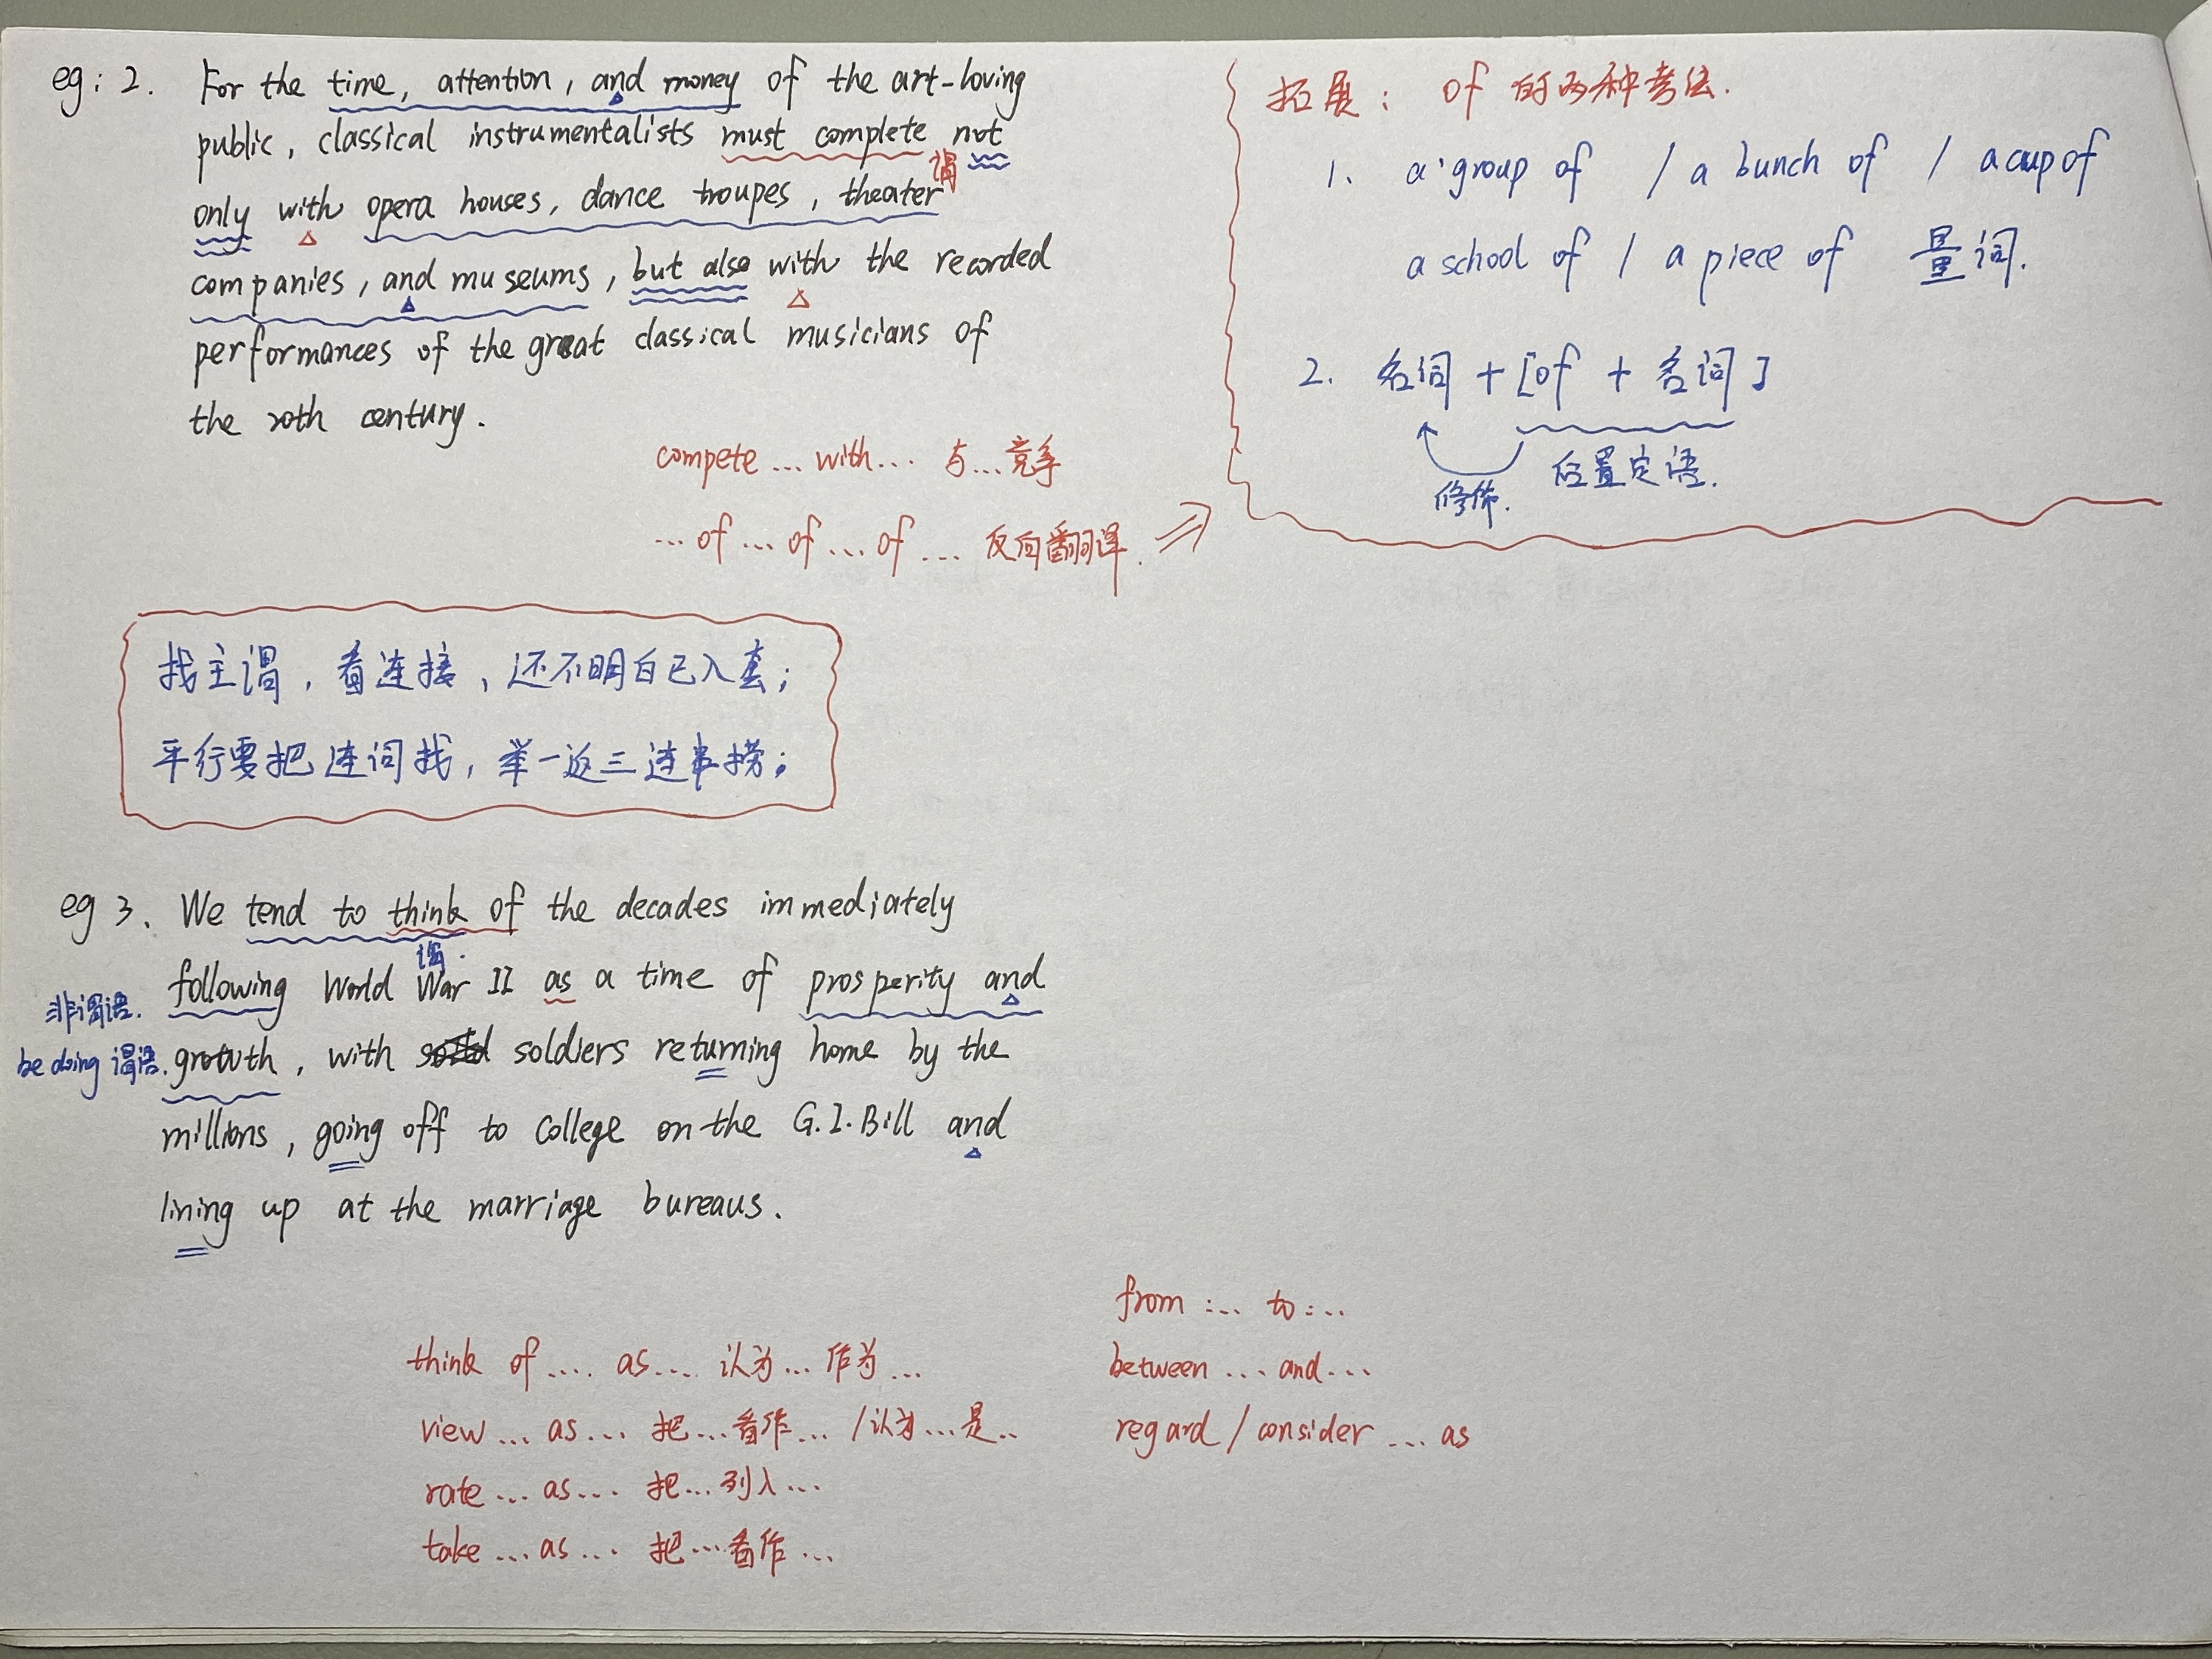 eg: 2. For the time, attention, and money of the art-loving
public, classical instrumentalists must complete not
谓
only with opera houses, dance troupes, theater
companies, and museums, but also with the recorded
performances of the great classical musicians of
the 20th century.
compete ... with... 与...竞争
... of ... of ... of ... 反向翻译.
拓展: of 的两种考法.
1. a group of / a bunch of / a cup of
a school of / a piece of 量词.
2. 名词 + [of + 名词]
修饰. 后置定语.
找主谓, 看连接, 还不明白已入套;
平行要把连词找, 举一返三连串捞;
eg 3. We tend to think of the decades immediately
谓.
following World War II as a time of prosperity and
非谓语.
be doing 谓语.
growth, with soldiers returning home by the
millions, going off to college on the G.I.Bill and
lining up at the marriage bureaus.
think of .... as.... 认为... 作为...
view ... as ... 把...看作... /认为...是..
rate ... as ... 把...列入...
take ... as ... 把...看作...
from ... to ...
between ... and ...
regard / consider ... as